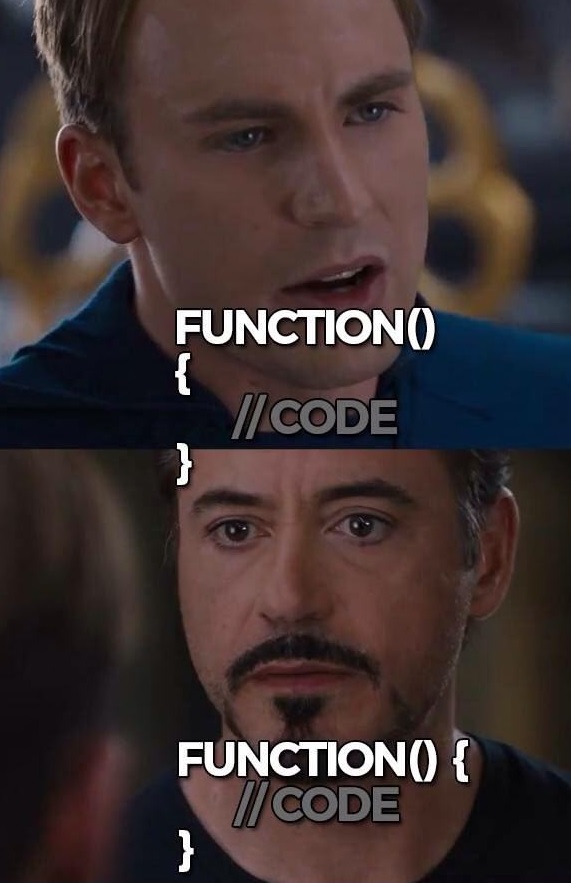 FUNCTION()
{
//CODE
}
FUNCTION() {
//CODE
}